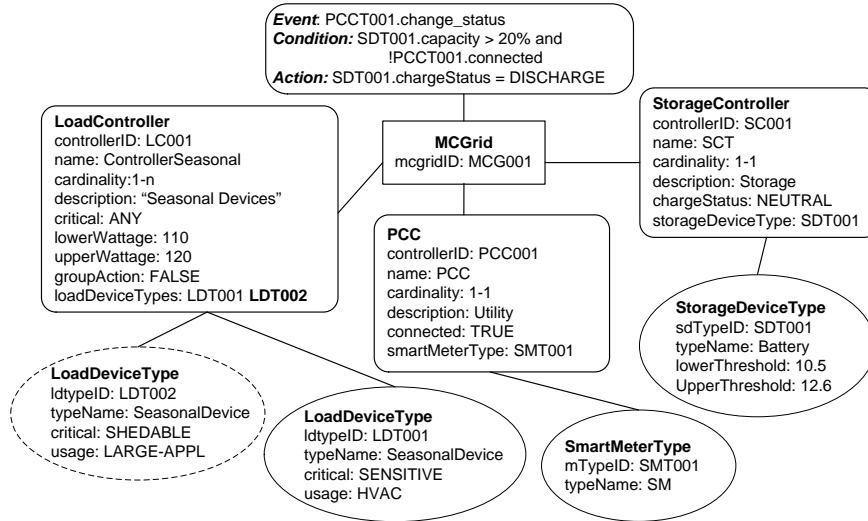 Event: PCCT001.change_status
Condition: SDT001.capacity > 20% and
!PCCT001.connected
Action: SDT001.chargeStatus = DISCHARGE
LoadController
controllerID: LC001
name: ControllerSeasonal
cardinality:1-n
description: “Seasonal Devices”
critical: ANY
lowerWattage: 110
upperWattage: 120
groupAction: FALSE
loadDeviceTypes: LDT001 LDT002
MCGrid
mcgridID: MCG001
StorageController
controllerID: SC001
name: SCT
cardinality: 1-1
description: Storage
chargeStatus: NEUTRAL
storageDeviceType: SDT001
PCC
controllerID: PCC001
name: PCC
cardinality: 1-1
description: Utility
connected: TRUE
smartMeterType: SMT001
StorageDeviceType
sdTypeID: SDT001
typeName: Battery
lowerThreshold: 10.5
UpperThreshold: 12.6
LoadDeviceType
ldtypeID: LDT002
typeName: SeasonalDevice
critical: SHEDABLE
usage: LARGE-APPL
LoadDeviceType
ldtypeID: LDT001
typeName: SeasonalDevice
critical: SENSITIVE
usage: HVAC
SmartMeterType
mTypeID: SMT001
typeName: SM